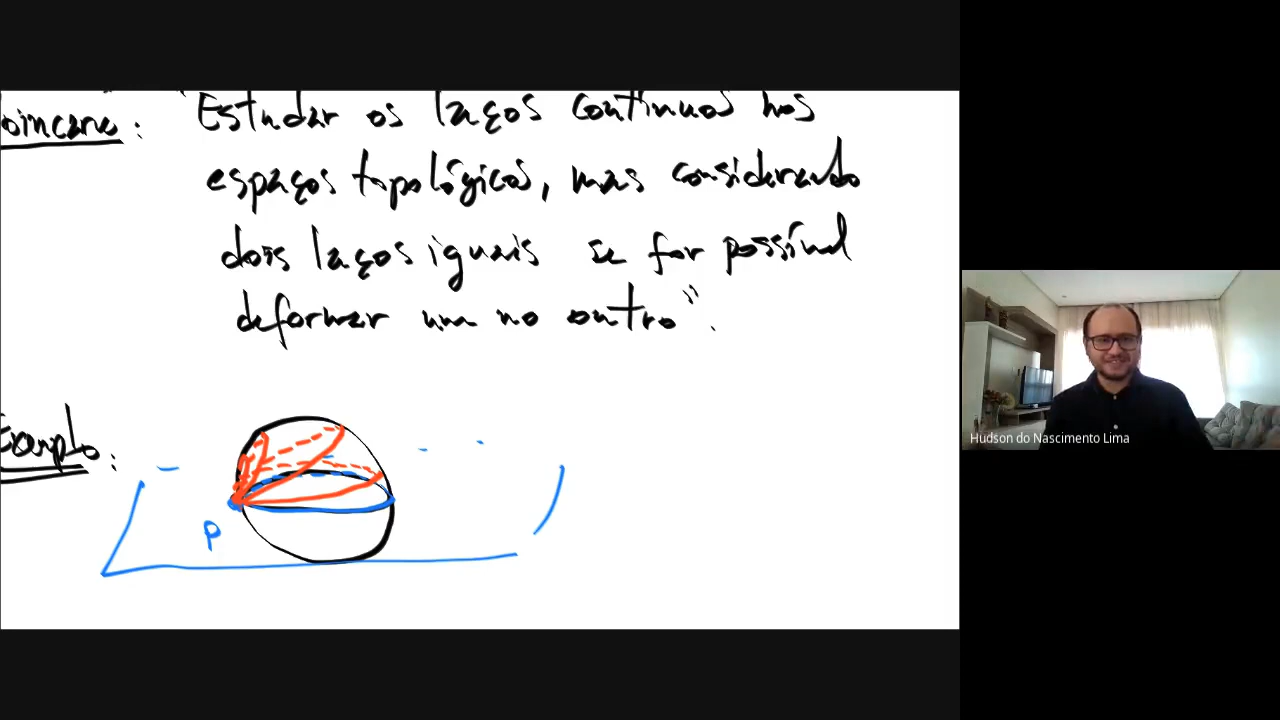 oincaré: "Estudar os laços contínuos nos
espaços topológicos, mas considerando
dois laços iguais se for possível
deformar um no outro".
Exemplo:
p
Hudson do Nascimento Lima